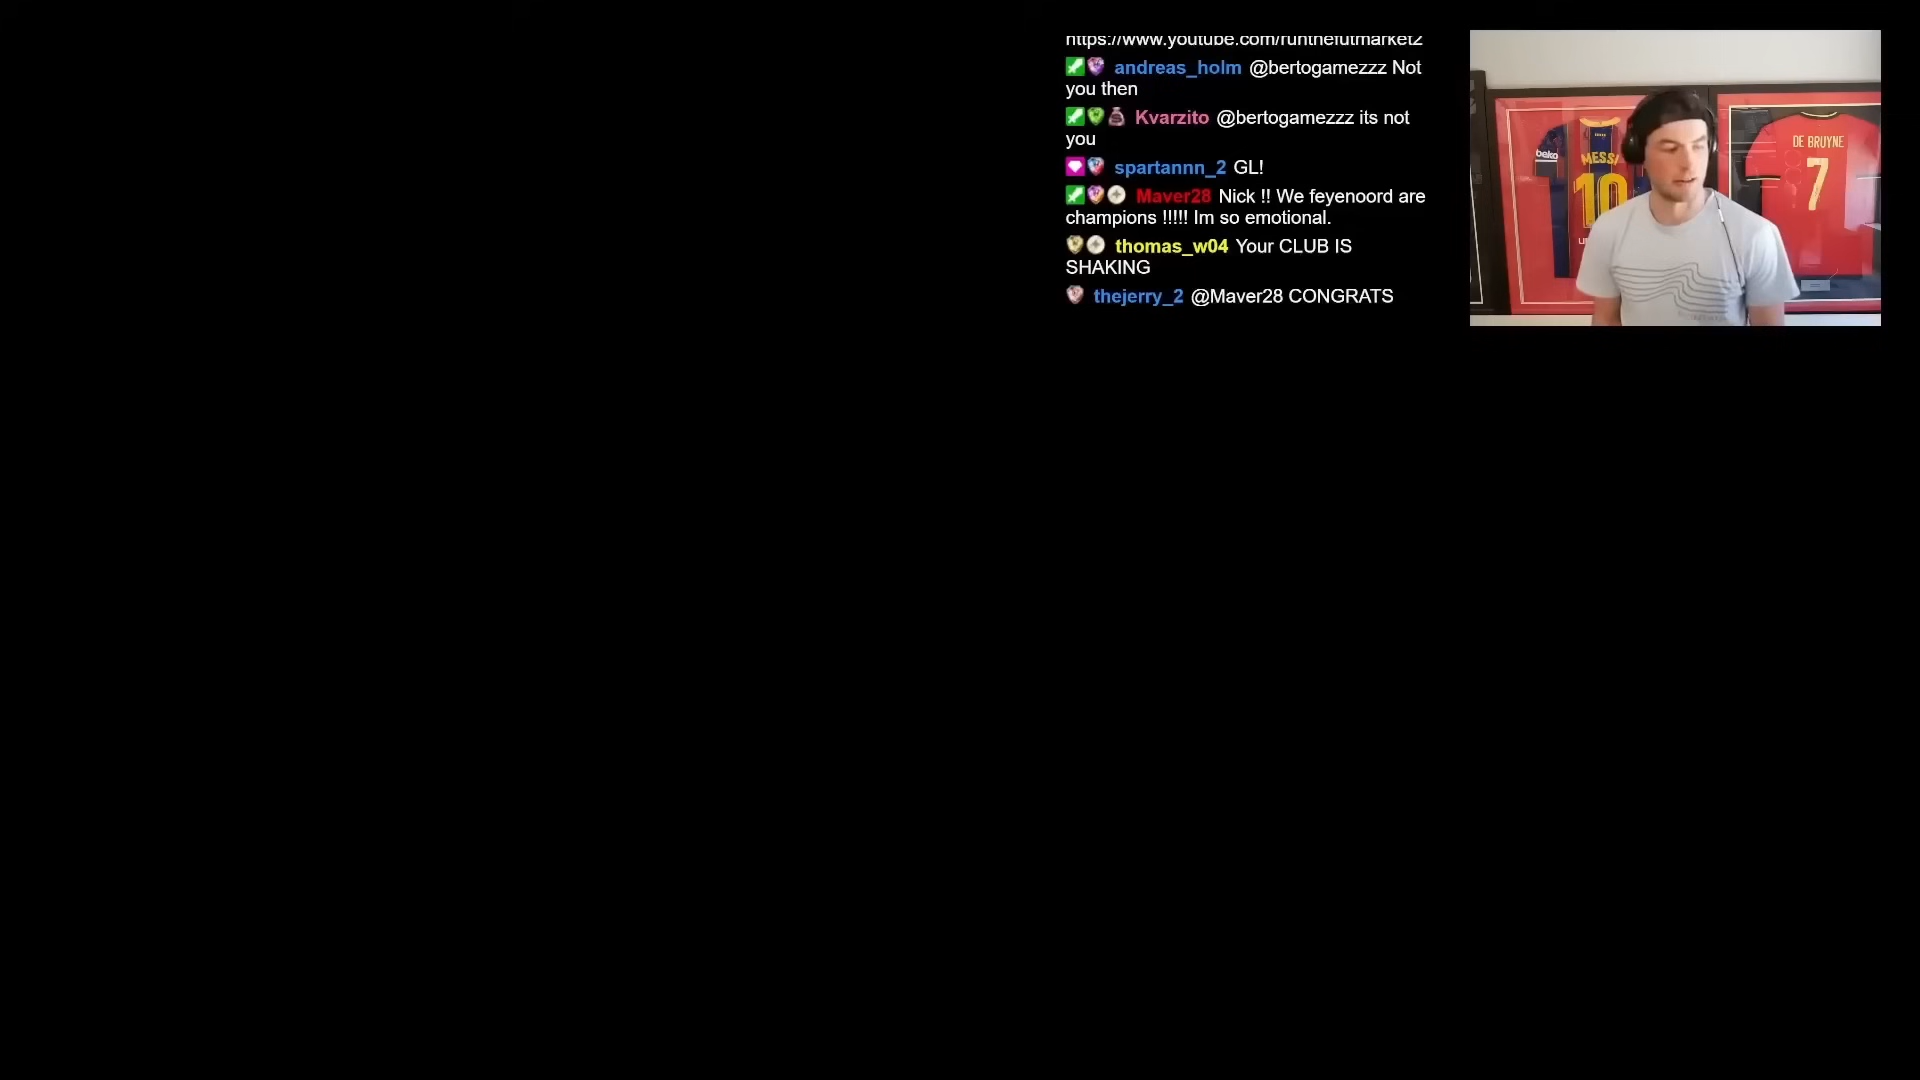 https://www.youtube.com/runthefutmarket2
andreas_holm @bertogamezzz Not
you then
Kvarzito @bertogamezzz its not
you
spartannn_2 GL!
Maver28 Nick !! We feyenoord are
champions !!!!! Im so emotional.
thomas_w04 Your CLUB IS
SHAKING
thejerry_2 @Maver28 CONGRATS
beko
MESSI
10
DE BRUYNE
7